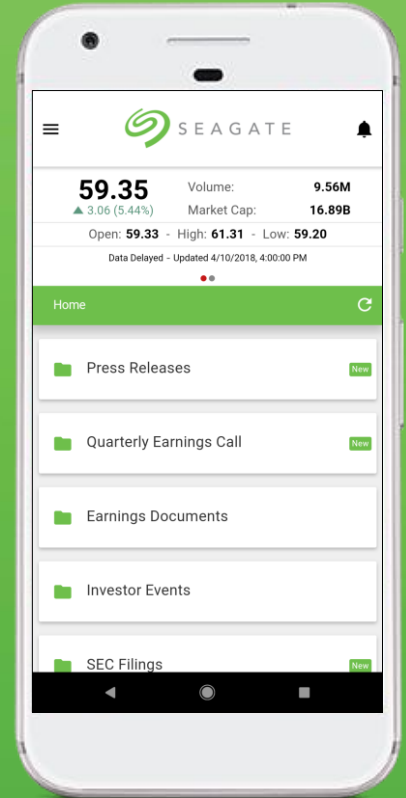 SEAGATE
59.35
▲ 3.06 (5.44%)
Volume: 9.56M
Market Cap: 16.89B
Open: 59.33 - High: 61.31 - Low: 59.20
Data Delayed - Updated 4/10/2018, 4:00:00 PM
Home
Press Releases New
Quarterly Earnings Call New
Earnings Documents
Investor Events
SEC Filings New